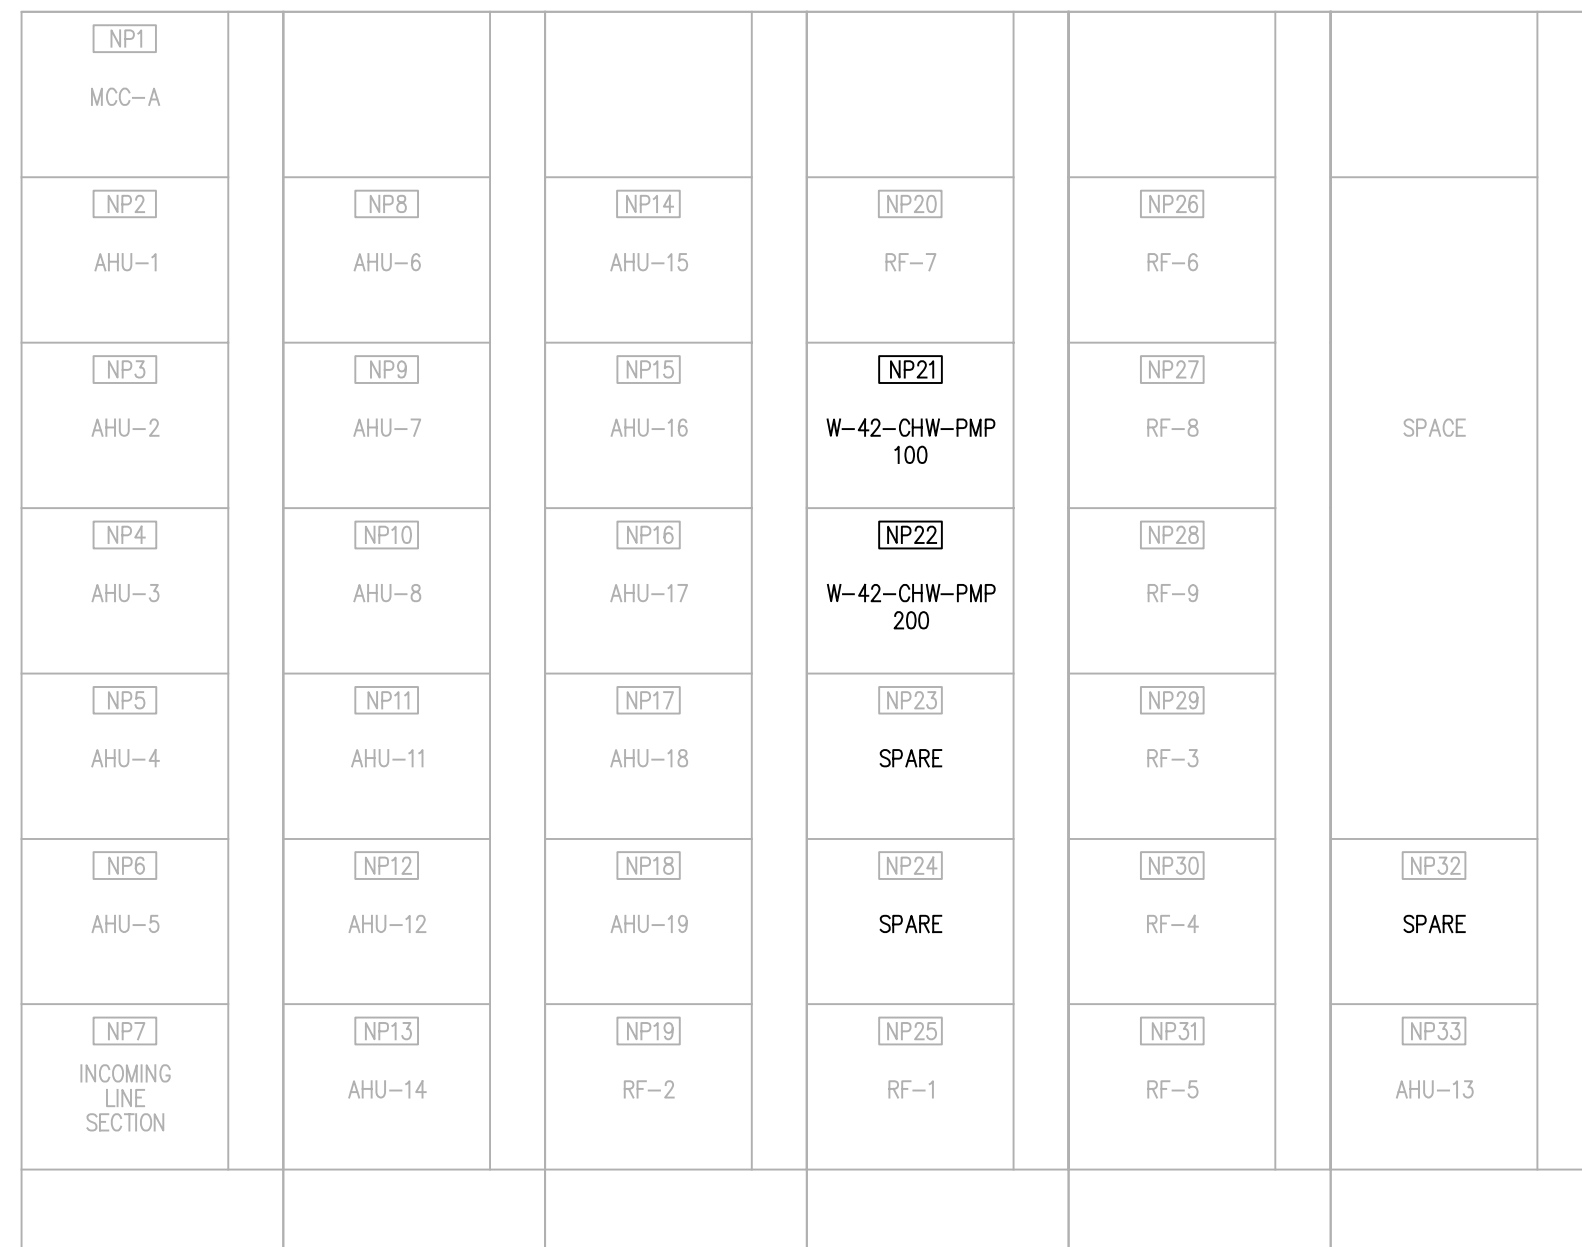 NP1
MCC-A
NP2
AHU-1
NP3
AHU-2
NP4
AHU-3
NP5
AHU-4
NP6
AHU-5
NP7
INCOMING
LINE
SECTION
NP8
AHU-6
NP9
AHU-7
NP10
AHU-8
NP11
AHU-11
NP12
AHU-12
NP13
AHU-14
NP14
AHU-15
NP15
AHU-16
NP16
AHU-17
NP17
AHU-18
NP18
AHU-19
NP19
RF-2
NP20
RF-7
NP21
W-42-CHW-PMP
100
NP22
W-42-CHW-PMP
200
NP23
SPARE
NP24
SPARE
NP25
RF-1
NP26
RF-6
NP27
RF-8
NP28
RF-9
NP29
RF-3
NP30
RF-4
NP31
RF-5
SPACE
NP32
SPARE
NP33
AHU-13